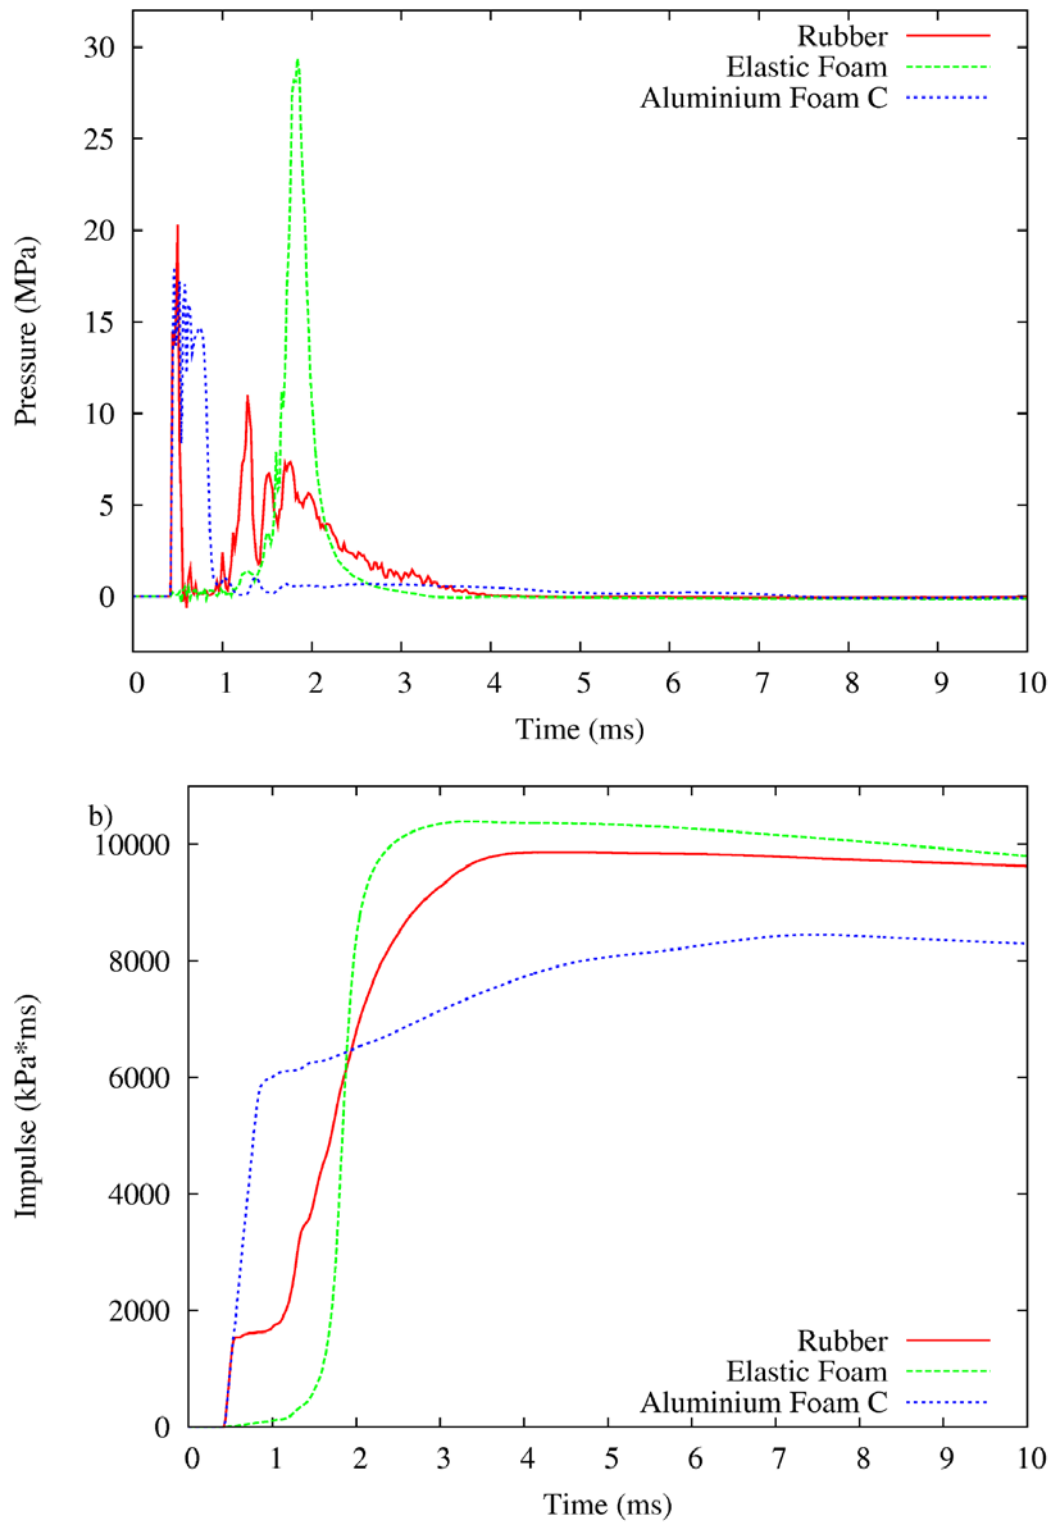 30
25
20
15
10
5
0
Pressure (MPa)
Rubber
Elastic Foam
Aluminium Foam C
0 1 2 3 4 5 6 7 8 9 10
Time (ms)
b)
10000
8000
6000
4000
2000
0
Impulse (kPa*ms)
Rubber
Elastic Foam
Aluminium Foam C
0 1 2 3 4 5 6 7 8 9 10
Time (ms)